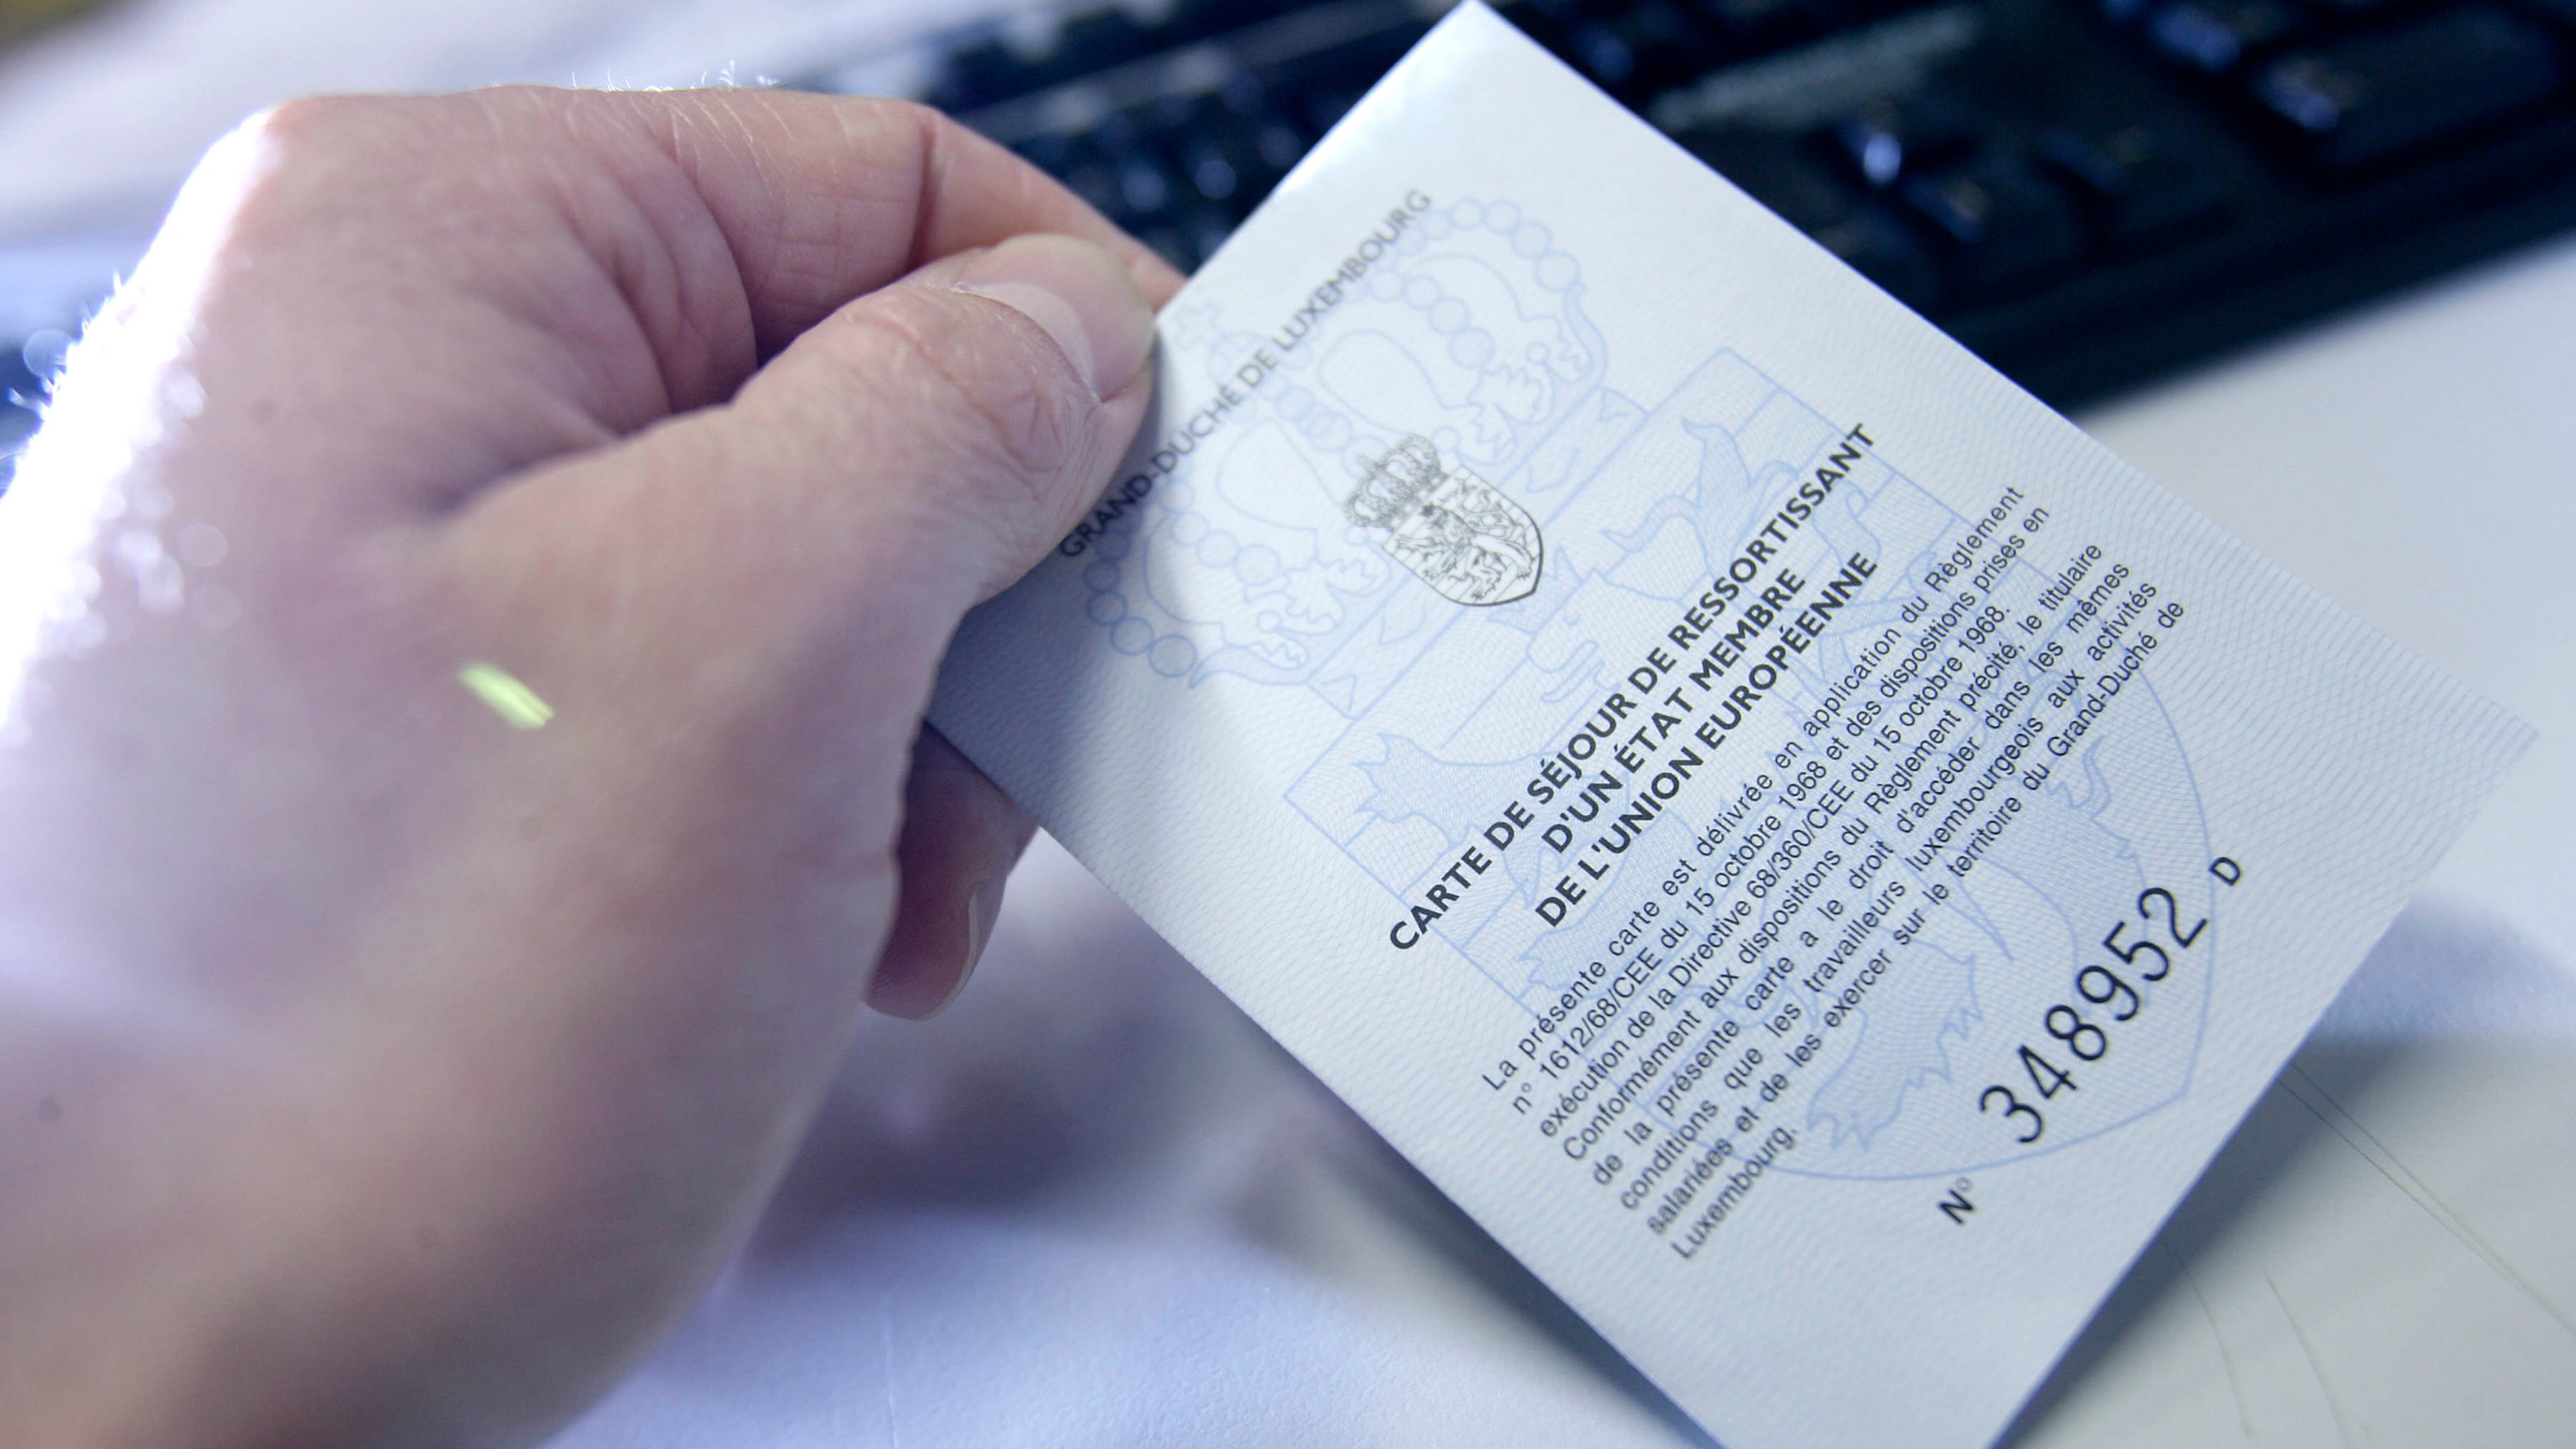 GRAND-DUCHÉ DE LUXEMBOURG
CARTE DE SÉJOUR DE RESSORTISSANT
D'UN ÉTAT MEMBRE
DE L'UNION EUROPÉENNE
La présente carte est délivrée en application du Règlement
n° 1612/68/CEE du 15 octobre 1968 et des dispositions prises en
exécution de la Directive 68/360/CEE du 15 octobre 1968.
Conformément aux dispositions du Règlement précité, le titulaire
de la présente carte a le droit d'accéder dans les mêmes
conditions que les travailleurs luxembourgeois aux activités
salariées et de les exercer sur le territoire du Grand-Duché de
Luxembourg.
N° 348952 D